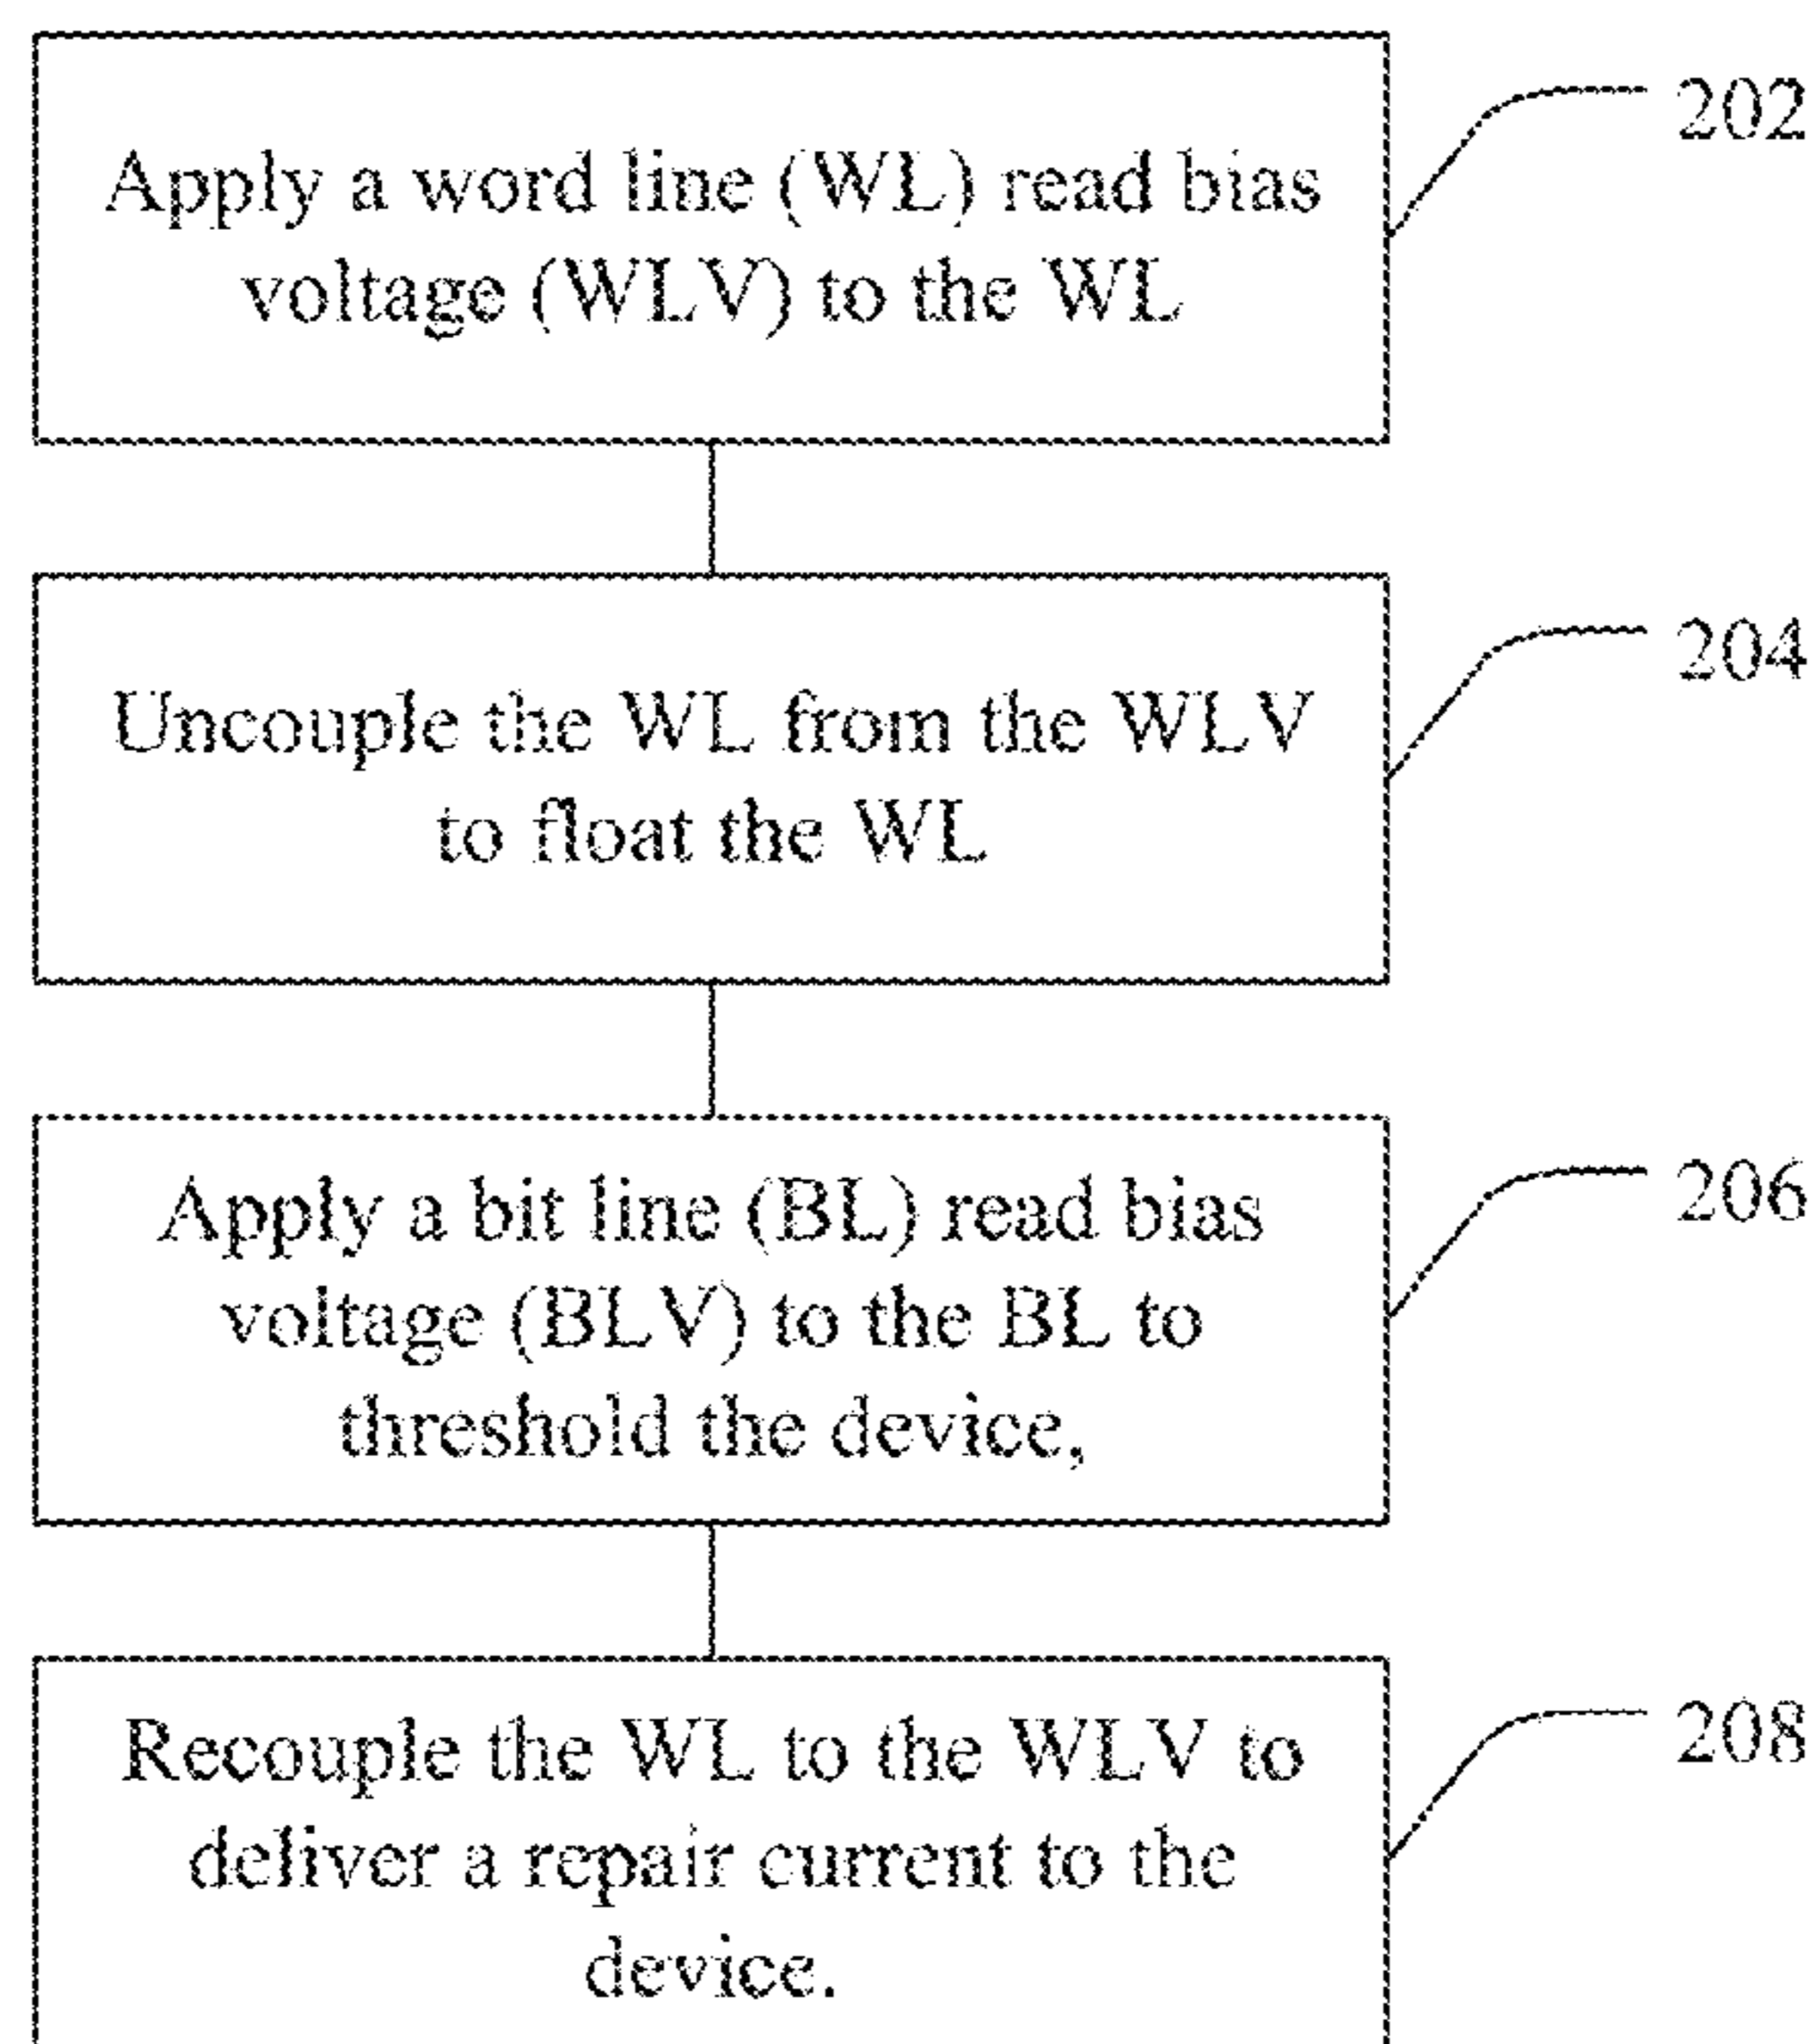 202
Apply a word line (WL) read bias
voltage (WLV) to the WL
204
Uncouple the WL from the WLV
to float the WL
206
Apply a bit line (BL) read bias
voltage (BLV) to the BL to
threshold the device,
208
Recouple the WL to the WLV to
deliver a repair current to the
device.